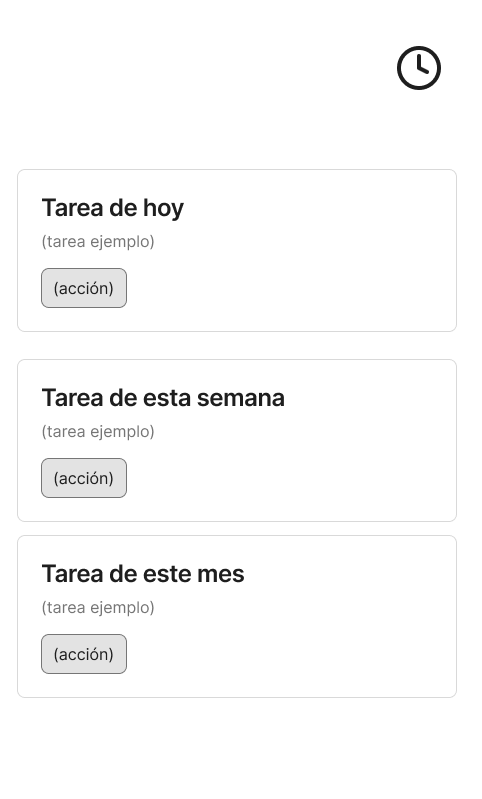 Tarea de hoy
(tarea ejemplo)
(acción)
Tarea de esta semana
(tarea ejemplo)
(acción)
Tarea de este mes
(tarea ejemplo)
(acción)